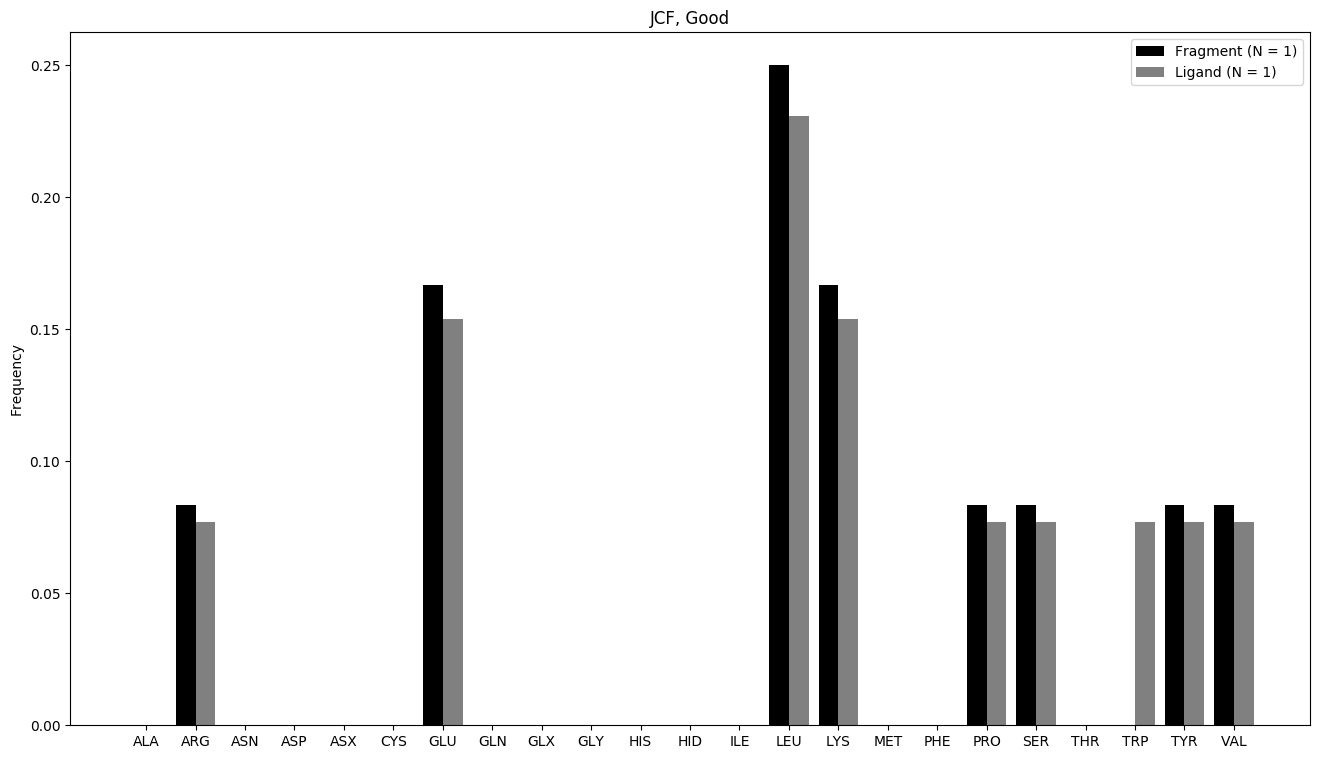 JCF, Good
Fragment (N = 1)
Ligand (N = 1)
Frequency
0.25
0.20
0.15
0.10
0.05
0.00
ALA ARG ASN ASP ASX CYS GLU GLN GLX GLY HIS HID ILE LEU LYS MET PHE PRO SER THR TRP TYR VAL